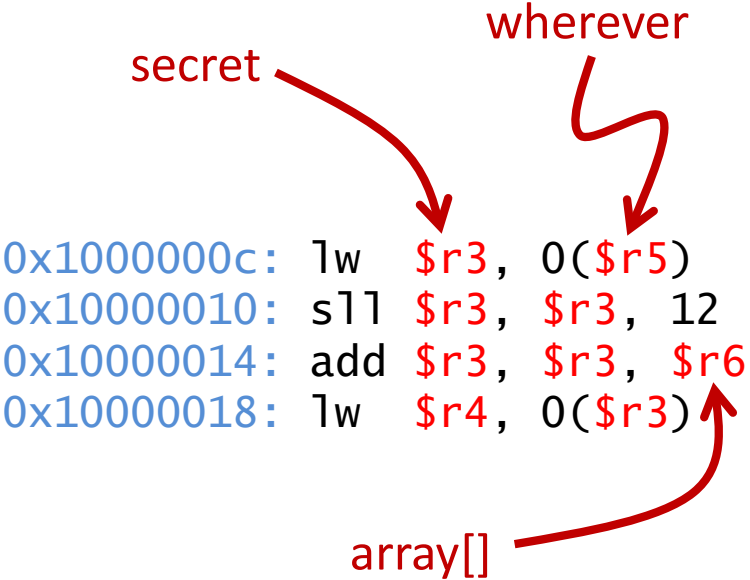 wherever
secret
0x1000000c: lw $r3, 0($r5)
0x10000010: sll $r3, $r3, 12
0x10000014: add $r3, $r3, $r6
0x10000018: lw $r4, 0($r3)
array[]